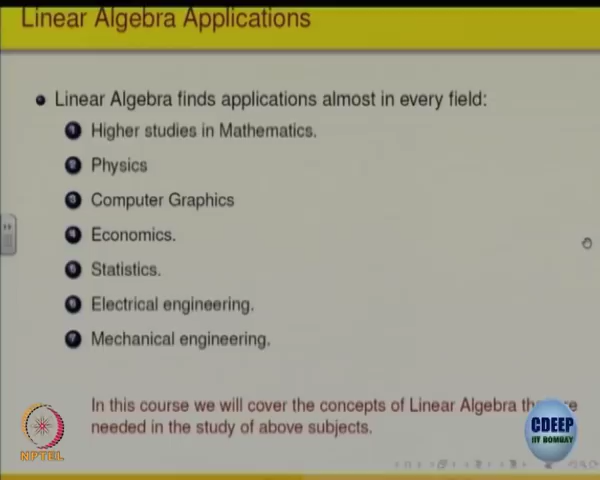 Linear Algebra Applications
Linear Algebra finds applications almost in every field:
1 Higher studies in Mathematics.
2 Physics
3 Computer Graphics
4 Economics.
5 Statistics.
6 Electrical engineering.
7 Mechanical engineering.
In this course we will cover the concepts of Linear Algebra
needed in the study of above subjects.
NPTEL
CDEEP
IIT BOMBAY